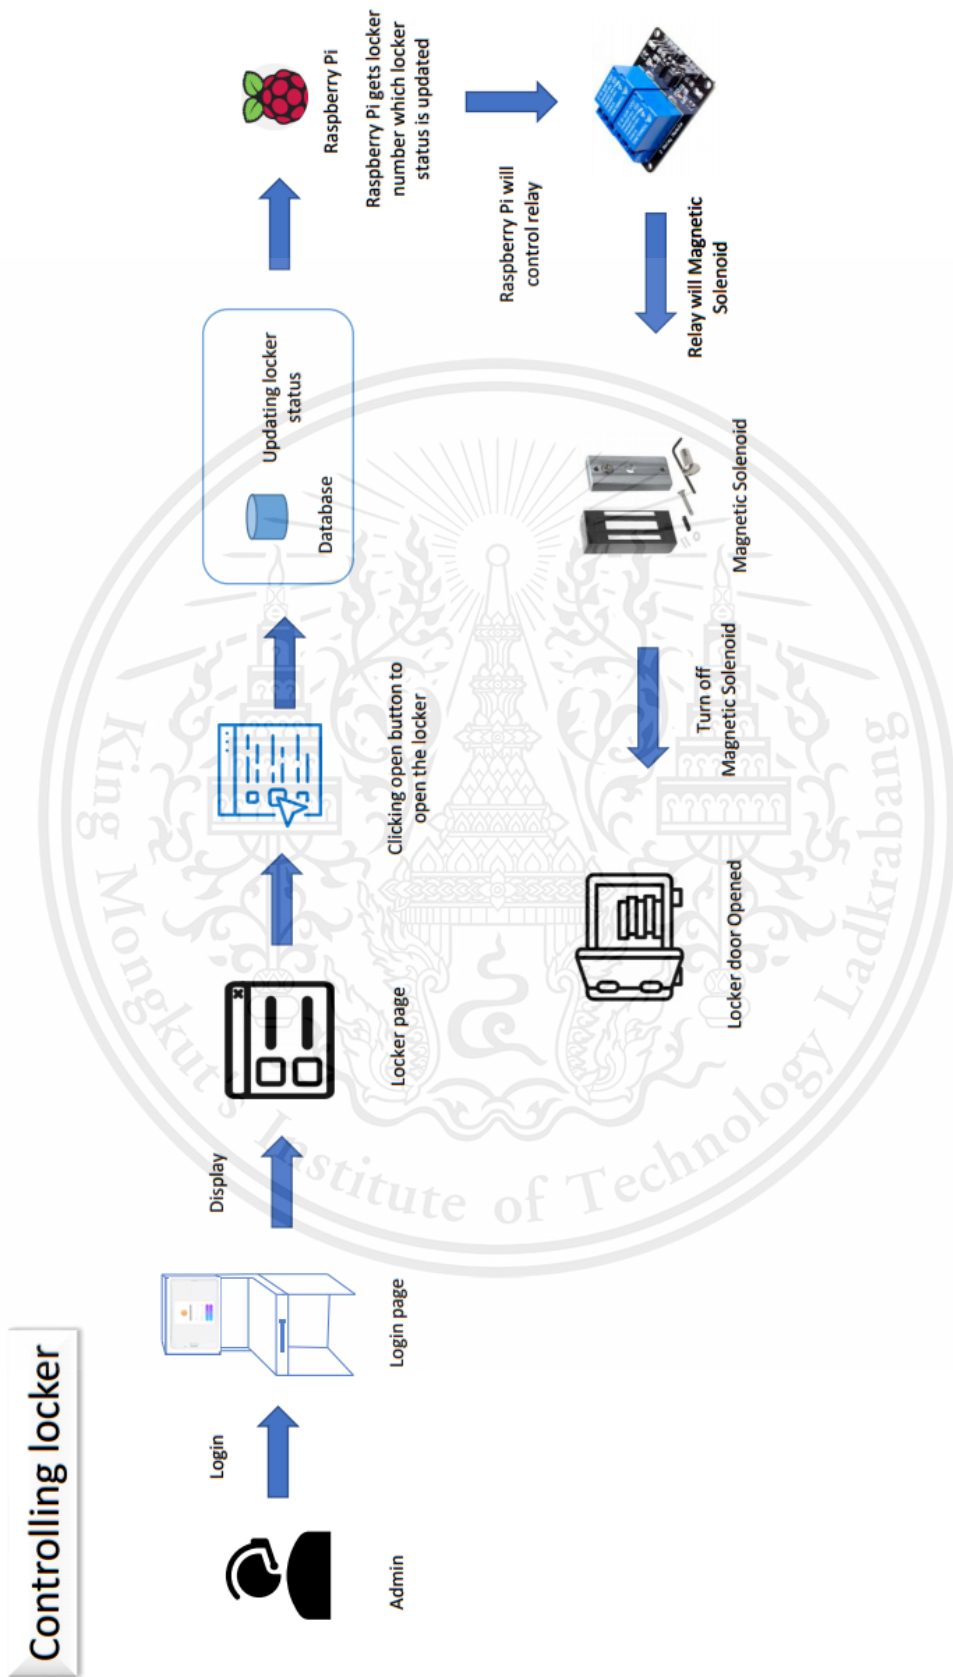 Controlling locker
Admin
Login
Login page
Display
Locker page
Clicking open button to
open the locker
Database
Updating locker
status
Raspberry Pi
Raspberry Pi gets locker
number which locker
status is updated
Raspberry Pi will
control relay
Relay will Magnetic
Solenoid
Magnetic Solenoid
Turn off
Magnetic Solenoid
Locker door Opened
King Mongkut's Institute of Technology Ladkrabang